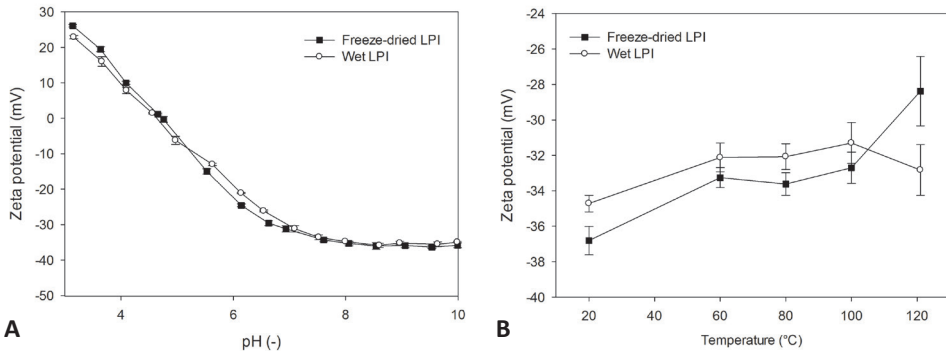 30
20
10
0
-10
-20
-30
-40
-50
Zeta potential (mV)
Freeze-dried LPI
Wet LPI
4 6 8 10
pH (-)
A
-24
-26
-28
-30
-32
-34
-36
-38
-40
Zeta potential (mV)
Freeze-dried LPI
Wet LPI
20 40 60 80 100 120
Temperature (°C)
B